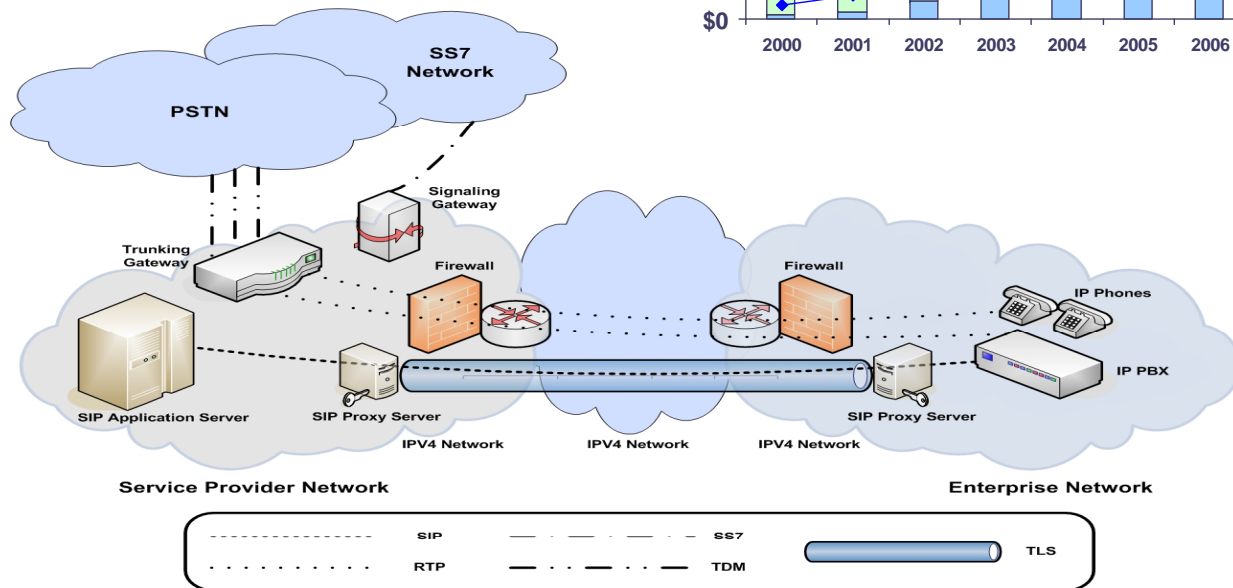 $0
2000 2001 2002 2003 2004 2005 2006
SS7
Network
PSTN
Signaling
Gateway
Trunking
Gateway
Firewall
Firewall
IP Phones
IP PBX
SIP Application Server
SIP Proxy Server
SIP Proxy Server
IPV4 Network
IPV4 Network
IPV4 Network
Service Provider Network
Enterprise Network
SIP
SS7
TLS
RTP
TDM